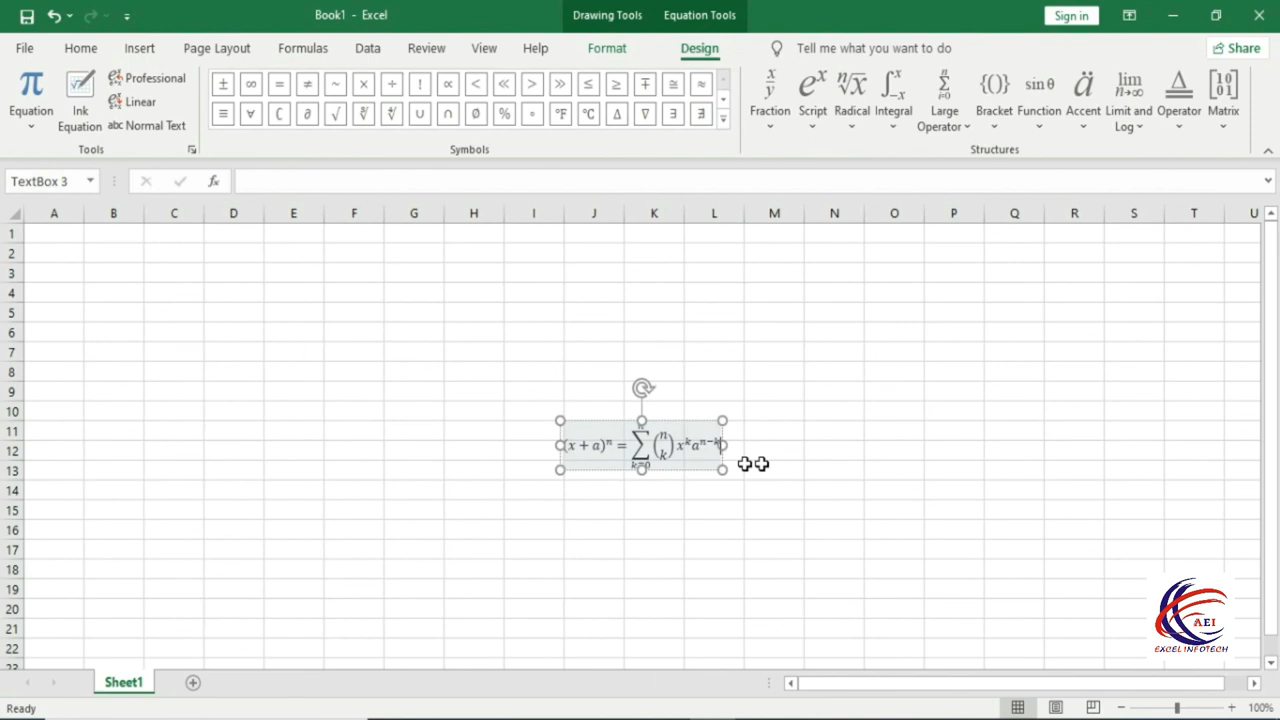 Book1 - Excel
Drawing Tools
Equation Tools
Sign in
File
Home
Insert
Page Layout
Formulas
Data
Review
View
Help
Format
Design
Tell me what you want to do
Share
π
Equation
Ink
Equation
Professional
Linear
abc Normal Text
Tools
± ∞ = ≠ ~ × ÷ ! ∝ < ≪ > ≫ ≤ ≥ ∓ ≅ ≈
≡ ∀ ∁ ∂ √ ∛ ∜ ∪ ∩ ∅ % ° °F °C ∆ ∇ ∃ ∄
Symbols
Fraction
Script
Radical
Integral
Large
Operator
Bracket
Function
Accent
Limit and
Log
Operator
Matrix
Structures
TextBox 3
fx
A B C D E F G H I J K L M N O P Q R S T U
1
2
3
4
5
6
7
8
9
10
11
12
13
14
15
16
17
18
19
20
21
22
23
(x + a)ⁿ = ∑ₖ₌₀ⁿ (n k) xᵏaⁿ⁻ᵏ
AEI
EXCEL INFOTECH
Sheet1
Ready
100%